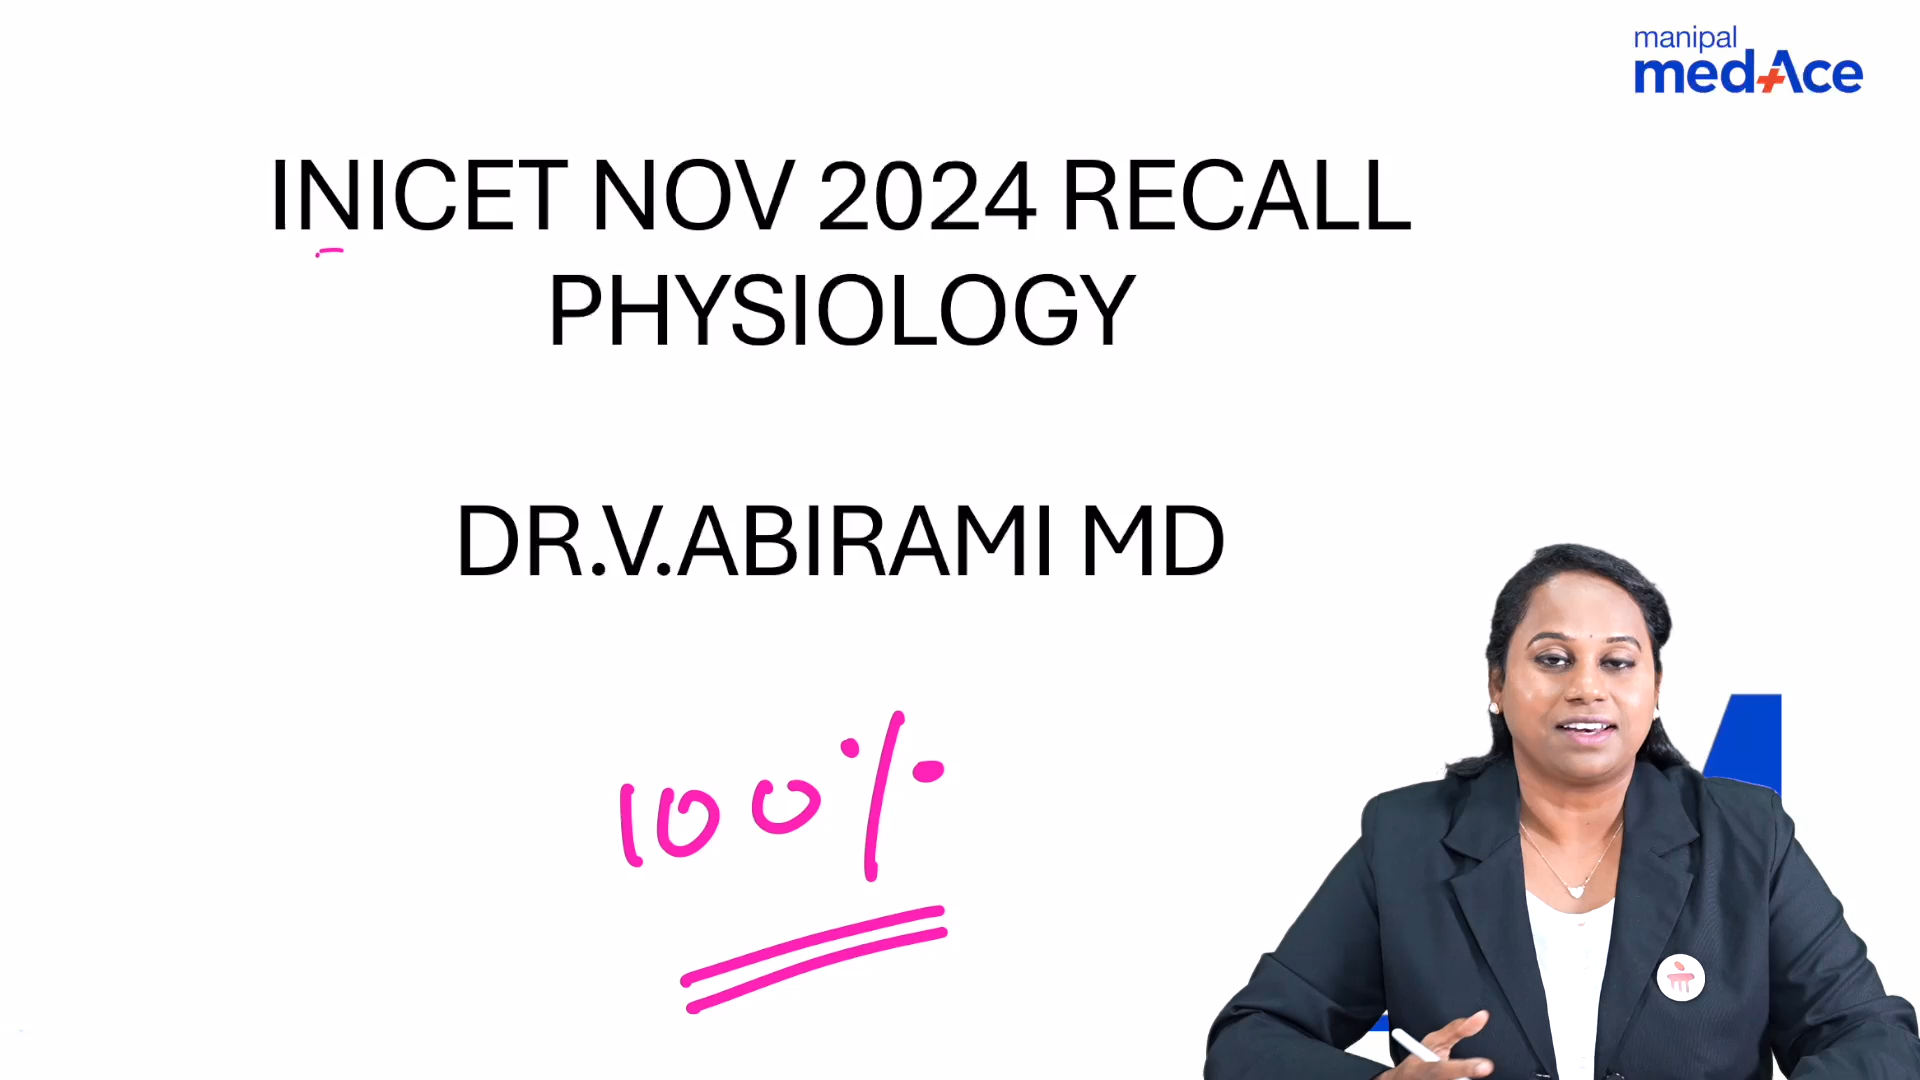 manipal
medAce
INICET NOV 2024 RECALL
PHYSIOLOGY
DR.V.ABIRAMI MD
100%